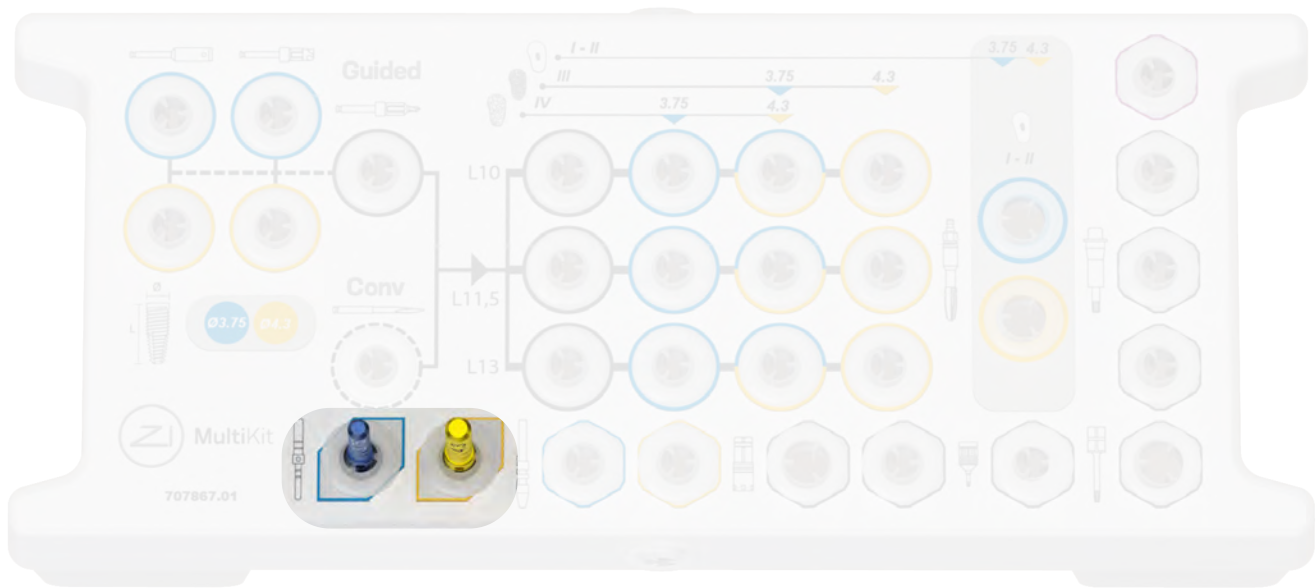 I - II
3.75 4.3
Guided
III
3.75
4.3
IV
3.75
4.3
I - II
L10
L11,5
Conv
Ø
L
Ø3.75 Ø4.3
L13
ZI MultiKit
707867.01